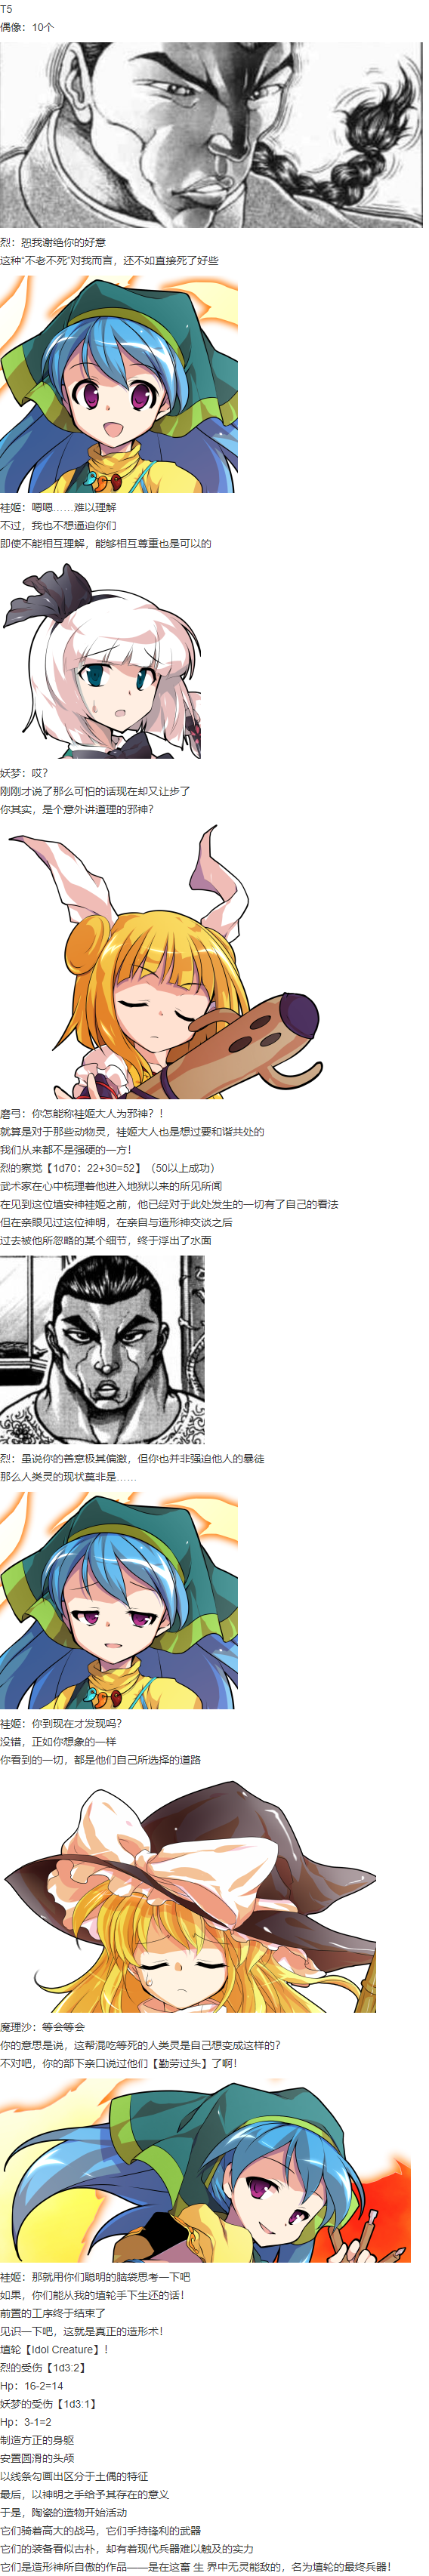 T5
偶像：10个
烈：恕我谢绝你的好意
这种“不老不死”对我而言，还不如直接死了好些
袿姬：嗯嗯……难以理解
不过，我也不想逼迫你们
即使不能相互理解，能够相互尊重也是可以的
妖梦：哎？
刚刚才说了那么可怕的话现在却又让步了
你其实，是个意外讲道理的邪神？
磨弓：你怎能称袿姬大人为邪神？！
就算是对于那些动物灵，袿姬大人也是想过要和谐共处的
我们从来都不是强硬的一方！
烈的察觉【1d70：22+30=52】（50以上成功）
武术家在心中梳理着他进入地狱以来的所见所闻
在见到这位埴安神袿姬之前，他已经对于此处发生的一切有了自己的看法
但在亲眼见过这位神明，在亲自与造形神交谈之后
过去被他所忽略的某个细节，终于浮出了水面
烈：虽说你的善意极其偏激，但你也并非强迫他人的暴徒
那么人类灵的现状莫非是……
袿姬：你到现在才发现吗？
没错，正如你想象的一样
你看到的一切，都是他们自己所选择的道路
魔理沙：等会等会
你的意思是说，这帮混吃等死的人类灵是自己想变成这样的？
不对吧，你的部下亲口说过他们【勤劳过头】了啊！
袿姬：那就用你们聪明的脑袋思考一下吧
如果，你们能从我的埴轮手下生还的话！
前置的工序终于结束了
见识一下吧，这就是真正的造形术！
埴轮【Idol Creature】！
烈的受伤【1d3:2】
Hp：16-2=14
妖梦的受伤【1d3:1】
Hp：3-1=2
制造方正的身躯
安置圆滑的头颅
以线条勾画出区分于土偶的特征
最后，以神明之手给予其存在的意义
于是，陶瓷的造物开始活动
它们骑着高大的战马，它们手持锋利的武器
它们的装备看似古朴，却有着现代兵器难以触及的实力
它们是造形神所自傲的作品——是在这畜 生 界中无灵能敌的，名为埴轮的最终兵器！